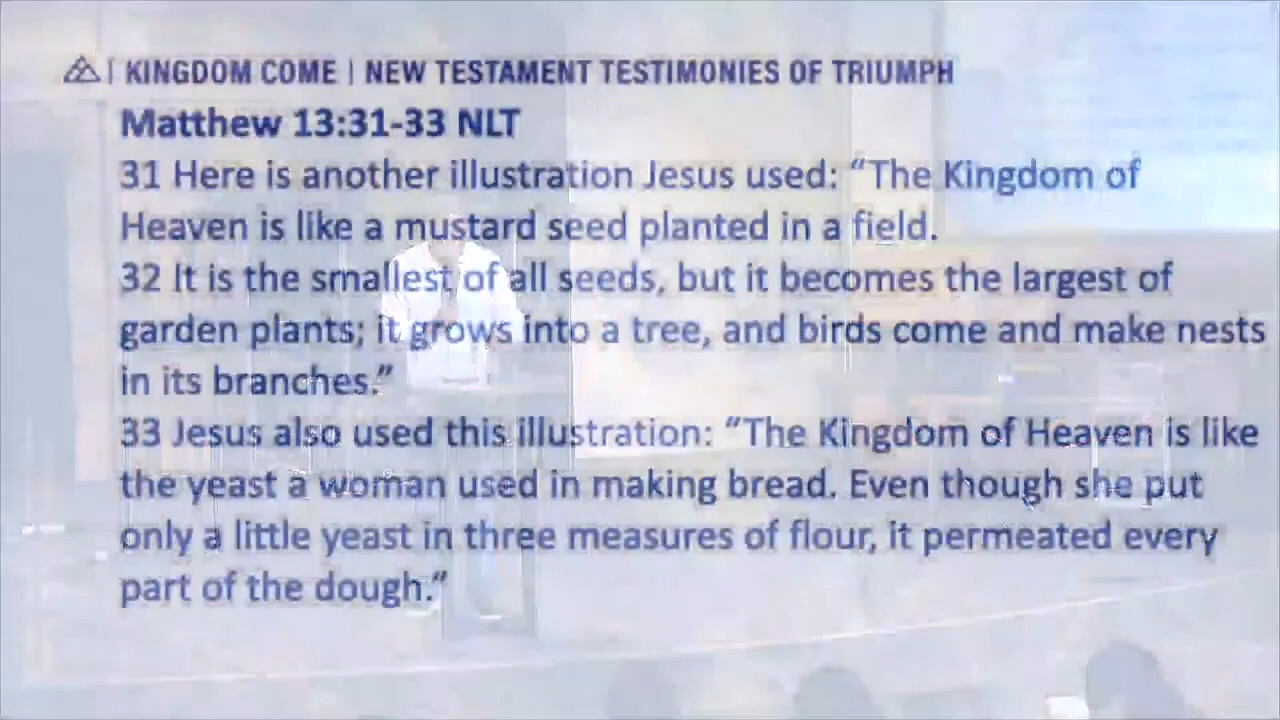 KINGDOM COME | NEW TESTAMENT TESTIMONIES OF TRIUMPH
Matthew 13:31-33 NLT
31 Here is another illustration Jesus used: “The Kingdom of
Heaven is like a mustard seed planted in a field.
32 It is the smallest of all seeds, but it becomes the largest of
garden plants; it grows into a tree, and birds come and make nests
in its branches.”
33 Jesus also used this illustration: “The Kingdom of Heaven is like
the yeast a woman used in making bread. Even though she put
only a little yeast in three measures of flour, it permeated every
part of the dough.”